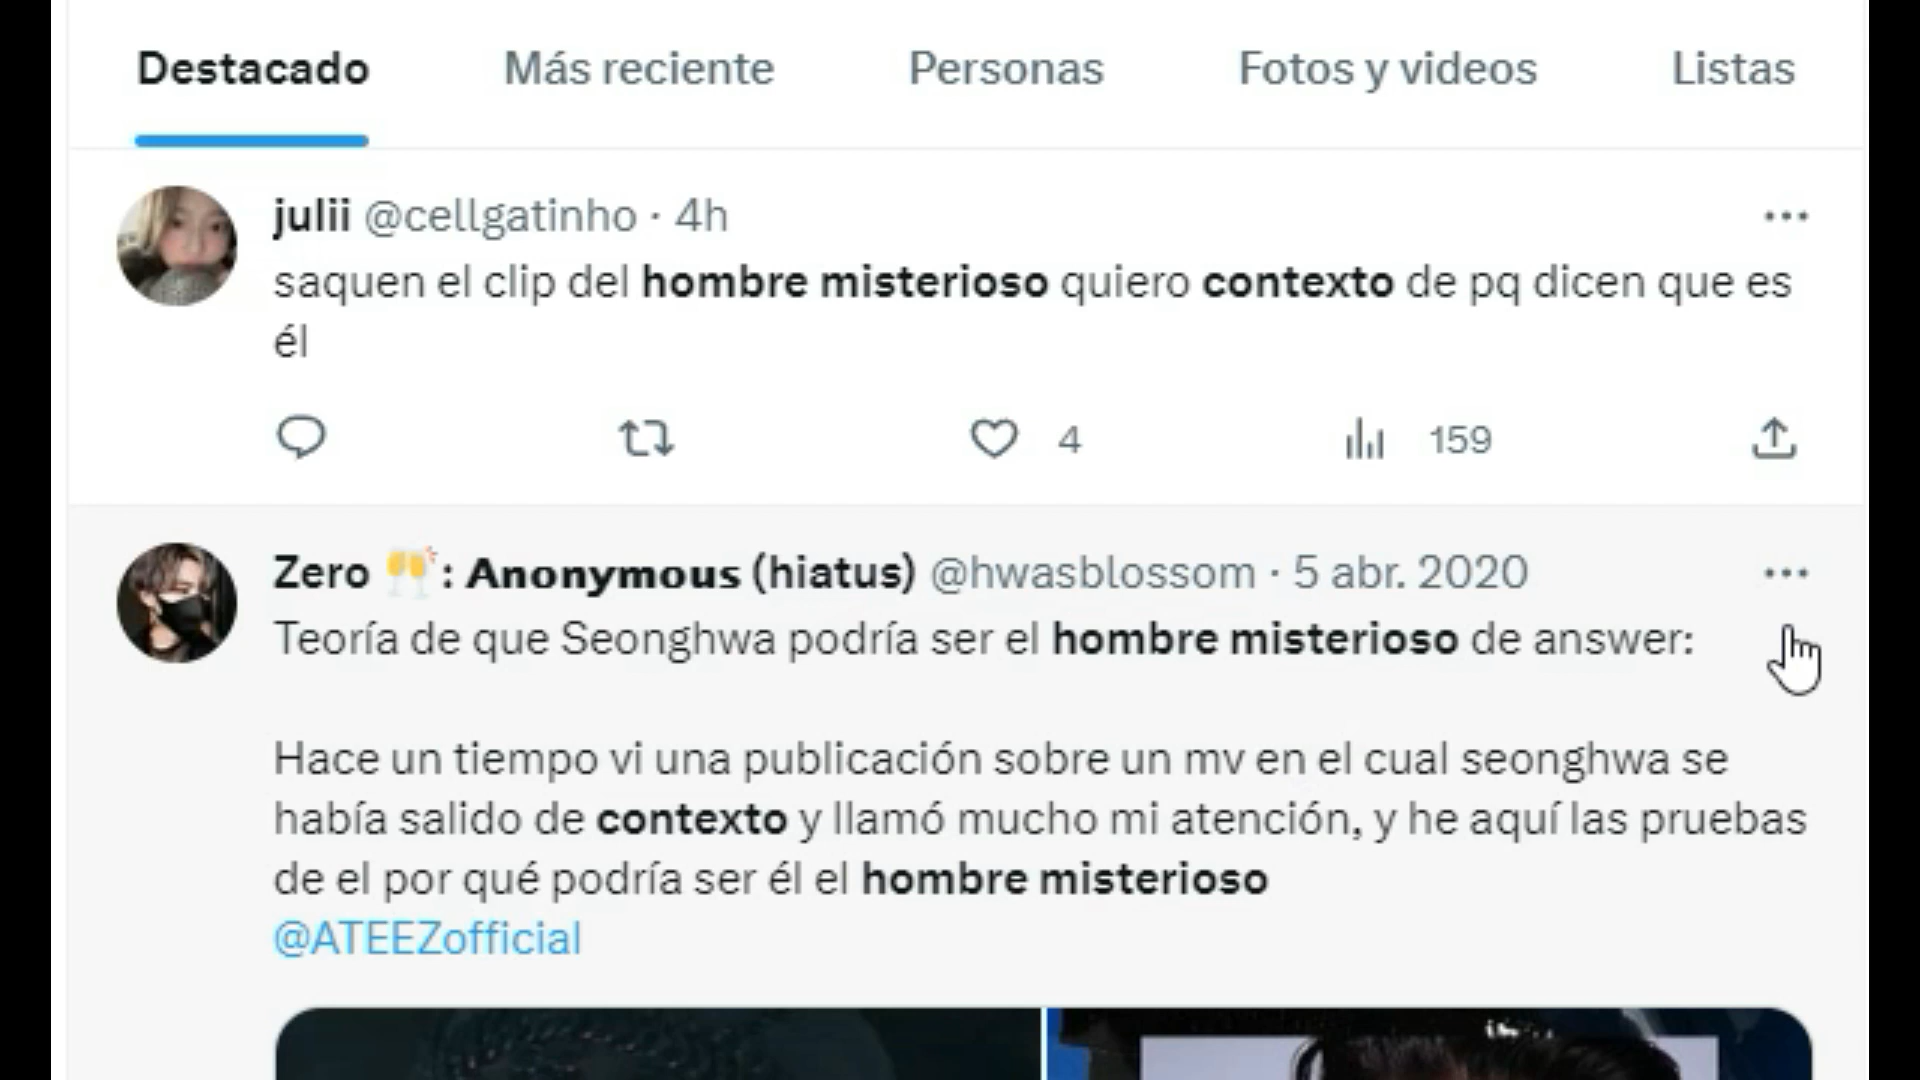 Destacado Más reciente Personas Fotos y videos Listas
julii @cellgatinho · 4h
saquen el clip del hombre misterioso quiero contexto de pq dicen que es
él
4 159
Zero 🥂: Anonymous (hiatus) @hwasblossom · 5 abr. 2020
Teoría de que Seonghwa podría ser el hombre misterioso de answer:
Hace un tiempo vi una publicación sobre un mv en el cual seonghwa se
había salido de contexto y llamó mucho mi atención, y he aquí las pruebas
de el por qué podría ser él el hombre misterioso
@ATEEZofficial